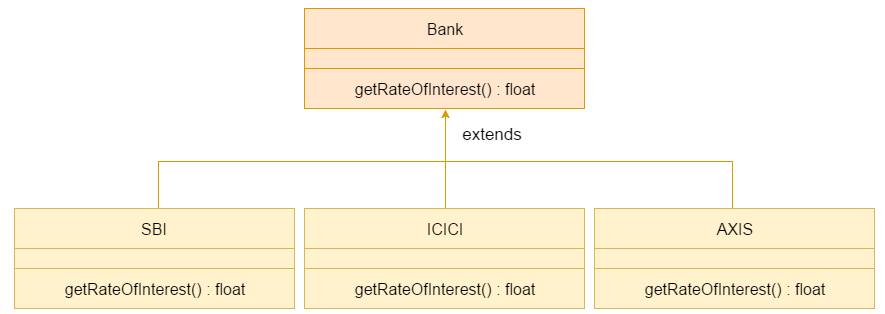 Bank
getRateOfInterest() : float
extends
SBI
ICICI
AXIS
getRateOfInterest() : float
getRateOfInterest() : float
getRateOfInterest() : float